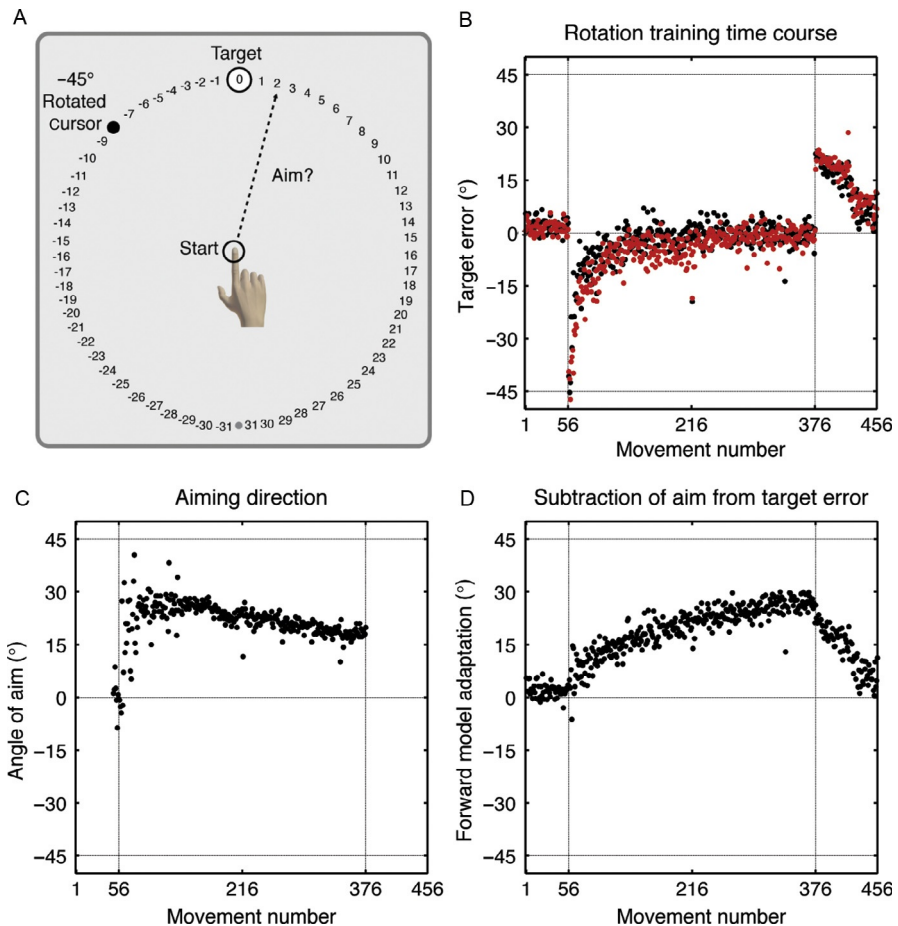 A
Target
-45°
Rotated
Cursor
-9 -7 -6 -5 -4 -3 -2 -1 0 1 2 3 4 5 6 7 8 9
-10 10
-11 11
-12 12
-13 13
-14 14
-15 15
-16 16
-17 17
-18 18
-19 19
-20 20
-21 21
-22 22
-23 23
-24 24
-25 25
-26 26
-27 27
-28 28
-29 29
-30 30
-31 31
Aim?
Start
B
Rotation training time course
Target error (°)
45
30
15
0
-15
-30
-45
1 56 216 376 456
Movement number
C
Aiming direction
Angle of aim (°)
45
30
15
0
-15
-30
-45
1 56 216 376 456
Movement number
D
Subtraction of aim from target error
Forward model adaptation (°)
45
30
15
0
-15
-30
-45
1 56 216 376 456
Movement number